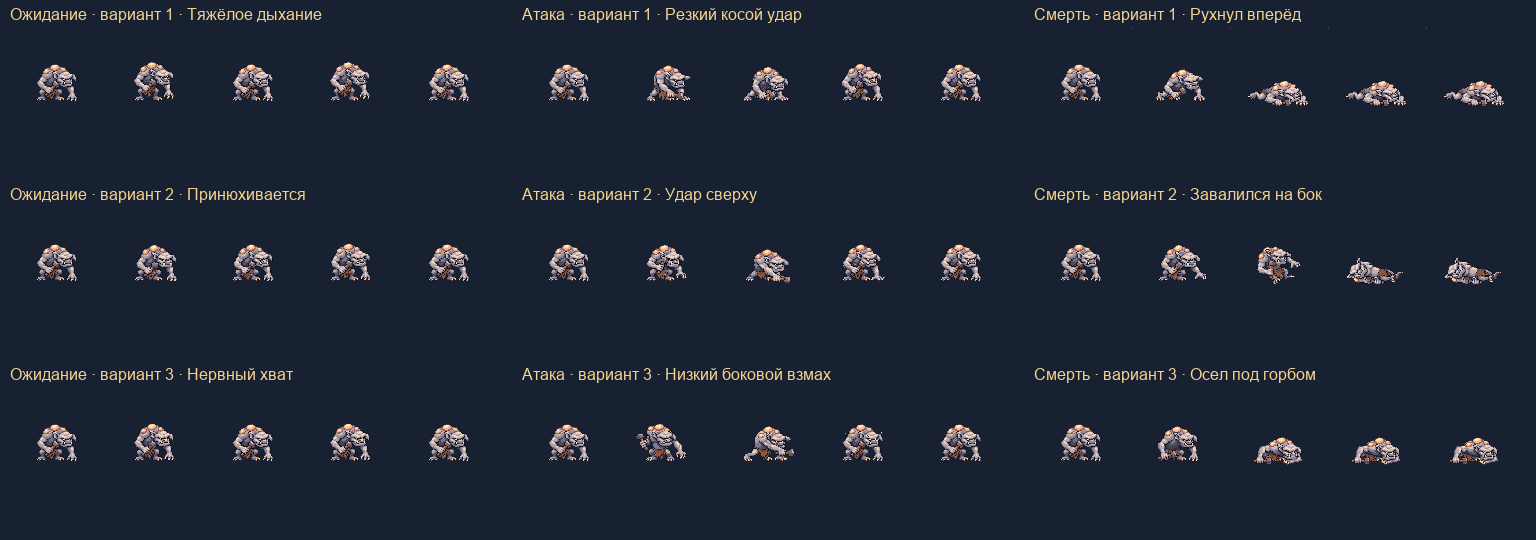 Ожидание · вариант 1 · Тяжёлое дыхание
Атака · вариант 1 · Резкий косой удар
Смерть · вариант 1 · Рухнул вперёд
Ожидание · вариант 2 · Принюхивается
Атака · вариант 2 · Удар сверху
Смерть · вариант 2 · Завалился на бок
Ожидание · вариант 3 · Нервный хват
Атака · вариант 3 · Низкий боковой взмах
Смерть · вариант 3 · Осел под горбом